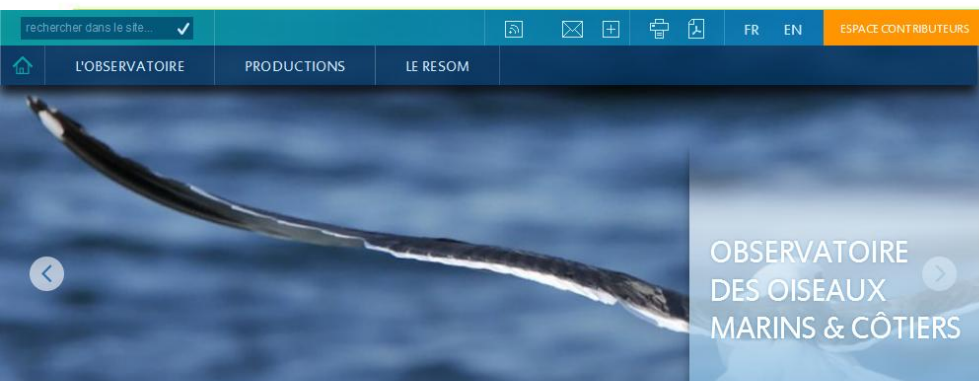 rechercher dans le site...
FR EN ESPACE CONTRIBUTEURS
L'OBSERVATOIRE PRODUCTIONS LE RESOM
OBSERVATOIRE
DES OISEAUX
MARINS & CÔTIERS